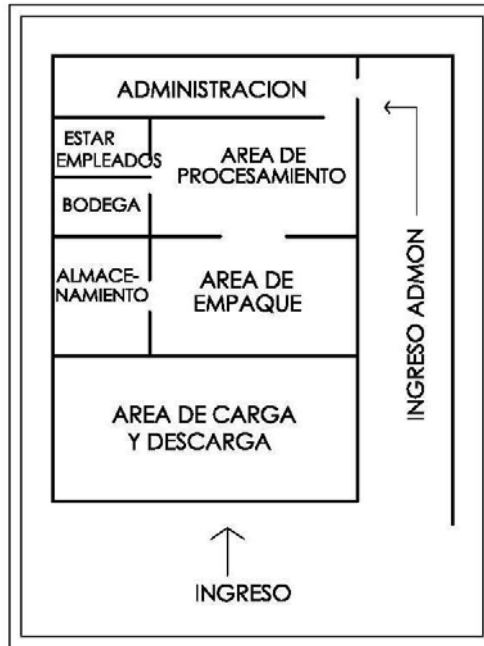 ADMINISTRACION
ESTAR
EMPLEADOS
AREA DE
PROCESAMIENTO
BODEGA
ALMACE-
NAMIENTO
AREA DE
EMPAQUE
INGRESO ADMON
AREA DE CARGA
Y DESCARGA
INGRESO